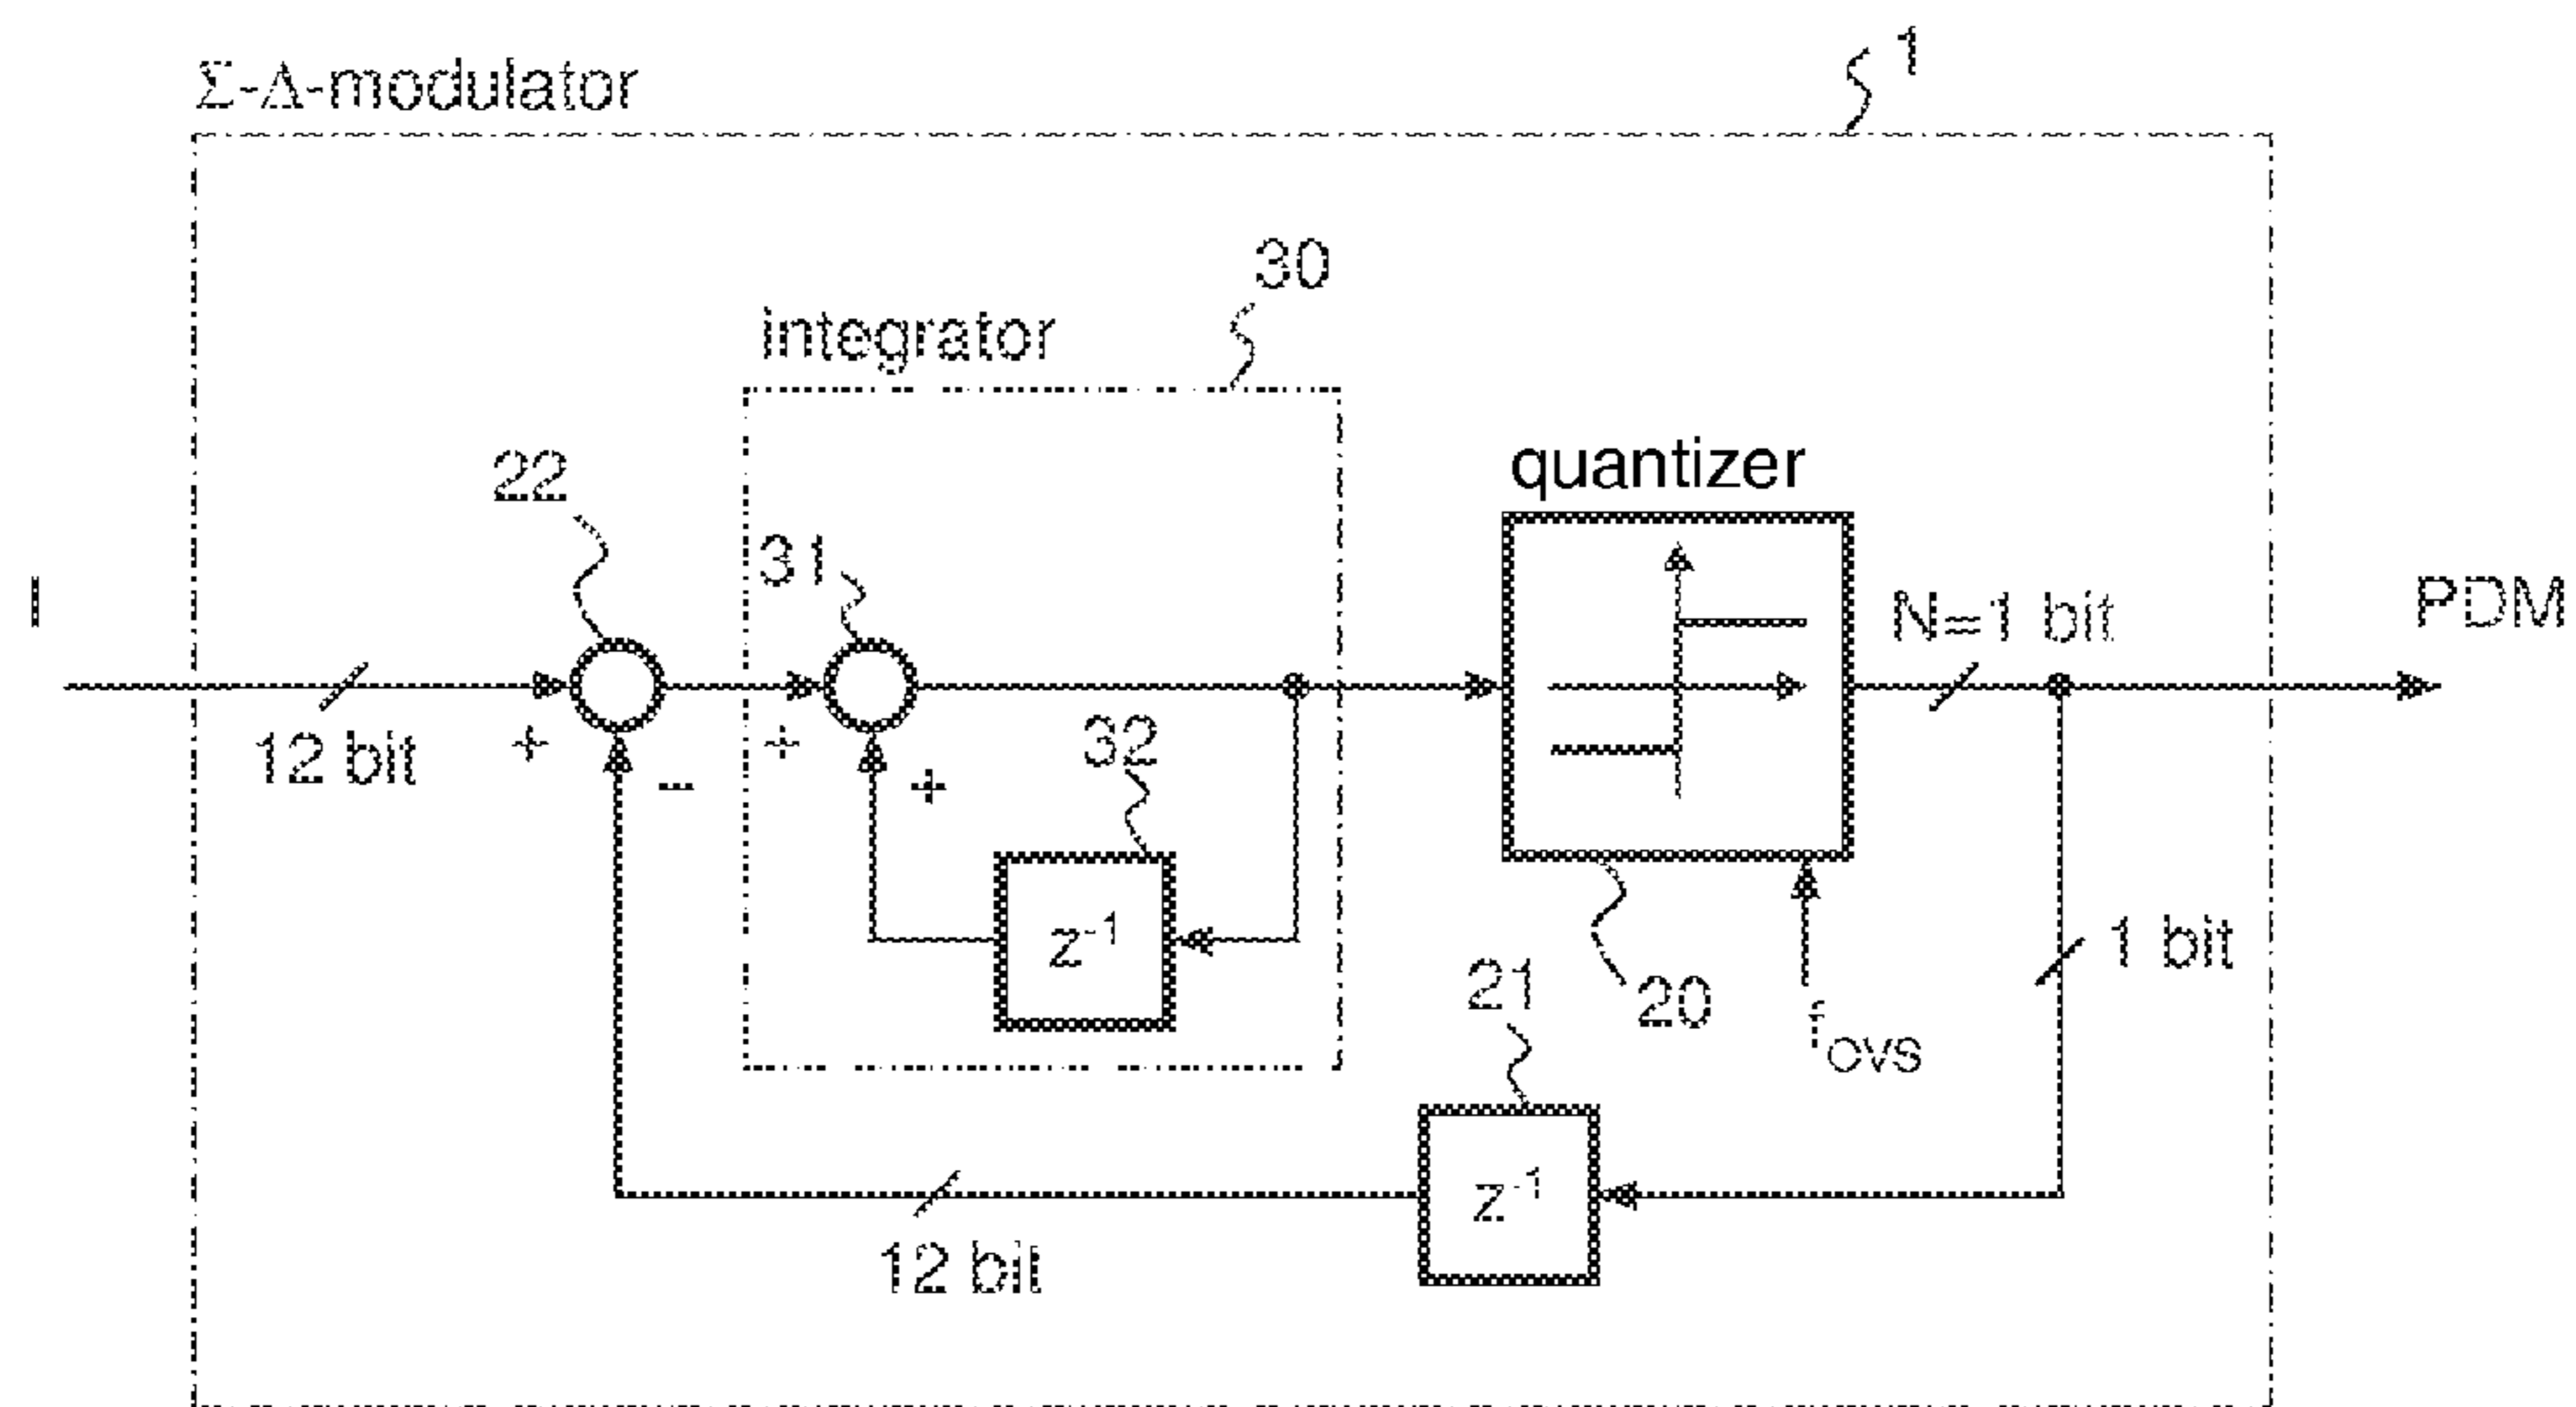 1
Σ-Δ-modulator
30
integrator
quantizer
22
31
I
N=1 bit
PDM
12 bit
+
−
+
+
32
z⁻¹
20
f_ovs
1 bit
21
z⁻¹
12 bit